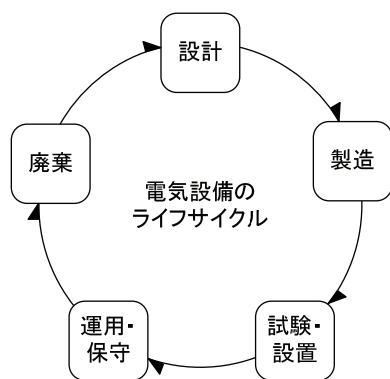 設計
製造
試験・
設置
運用・
保守
廃棄
電気設備の
ライフサイクル